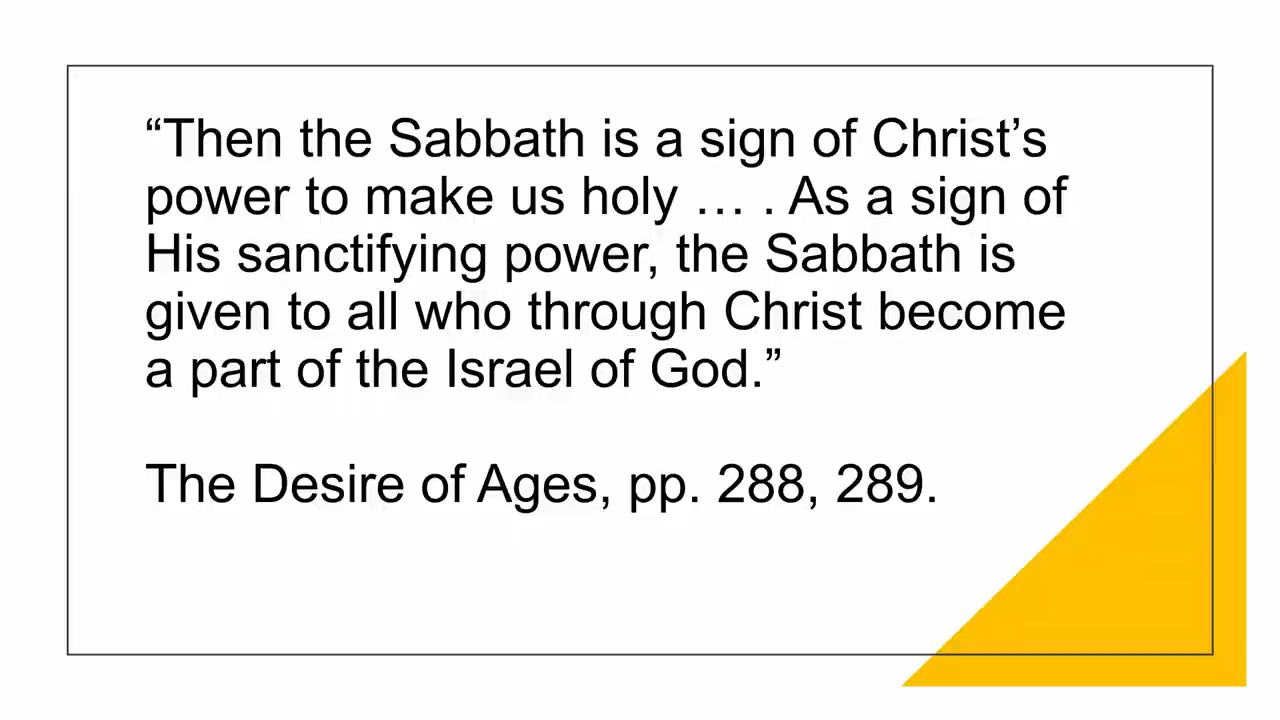 “Then the Sabbath is a sign of Christ’s
power to make us holy … . As a sign of
His sanctifying power, the Sabbath is
given to all who through Christ become
a part of the Israel of God.”
The Desire of Ages, pp. 288, 289.